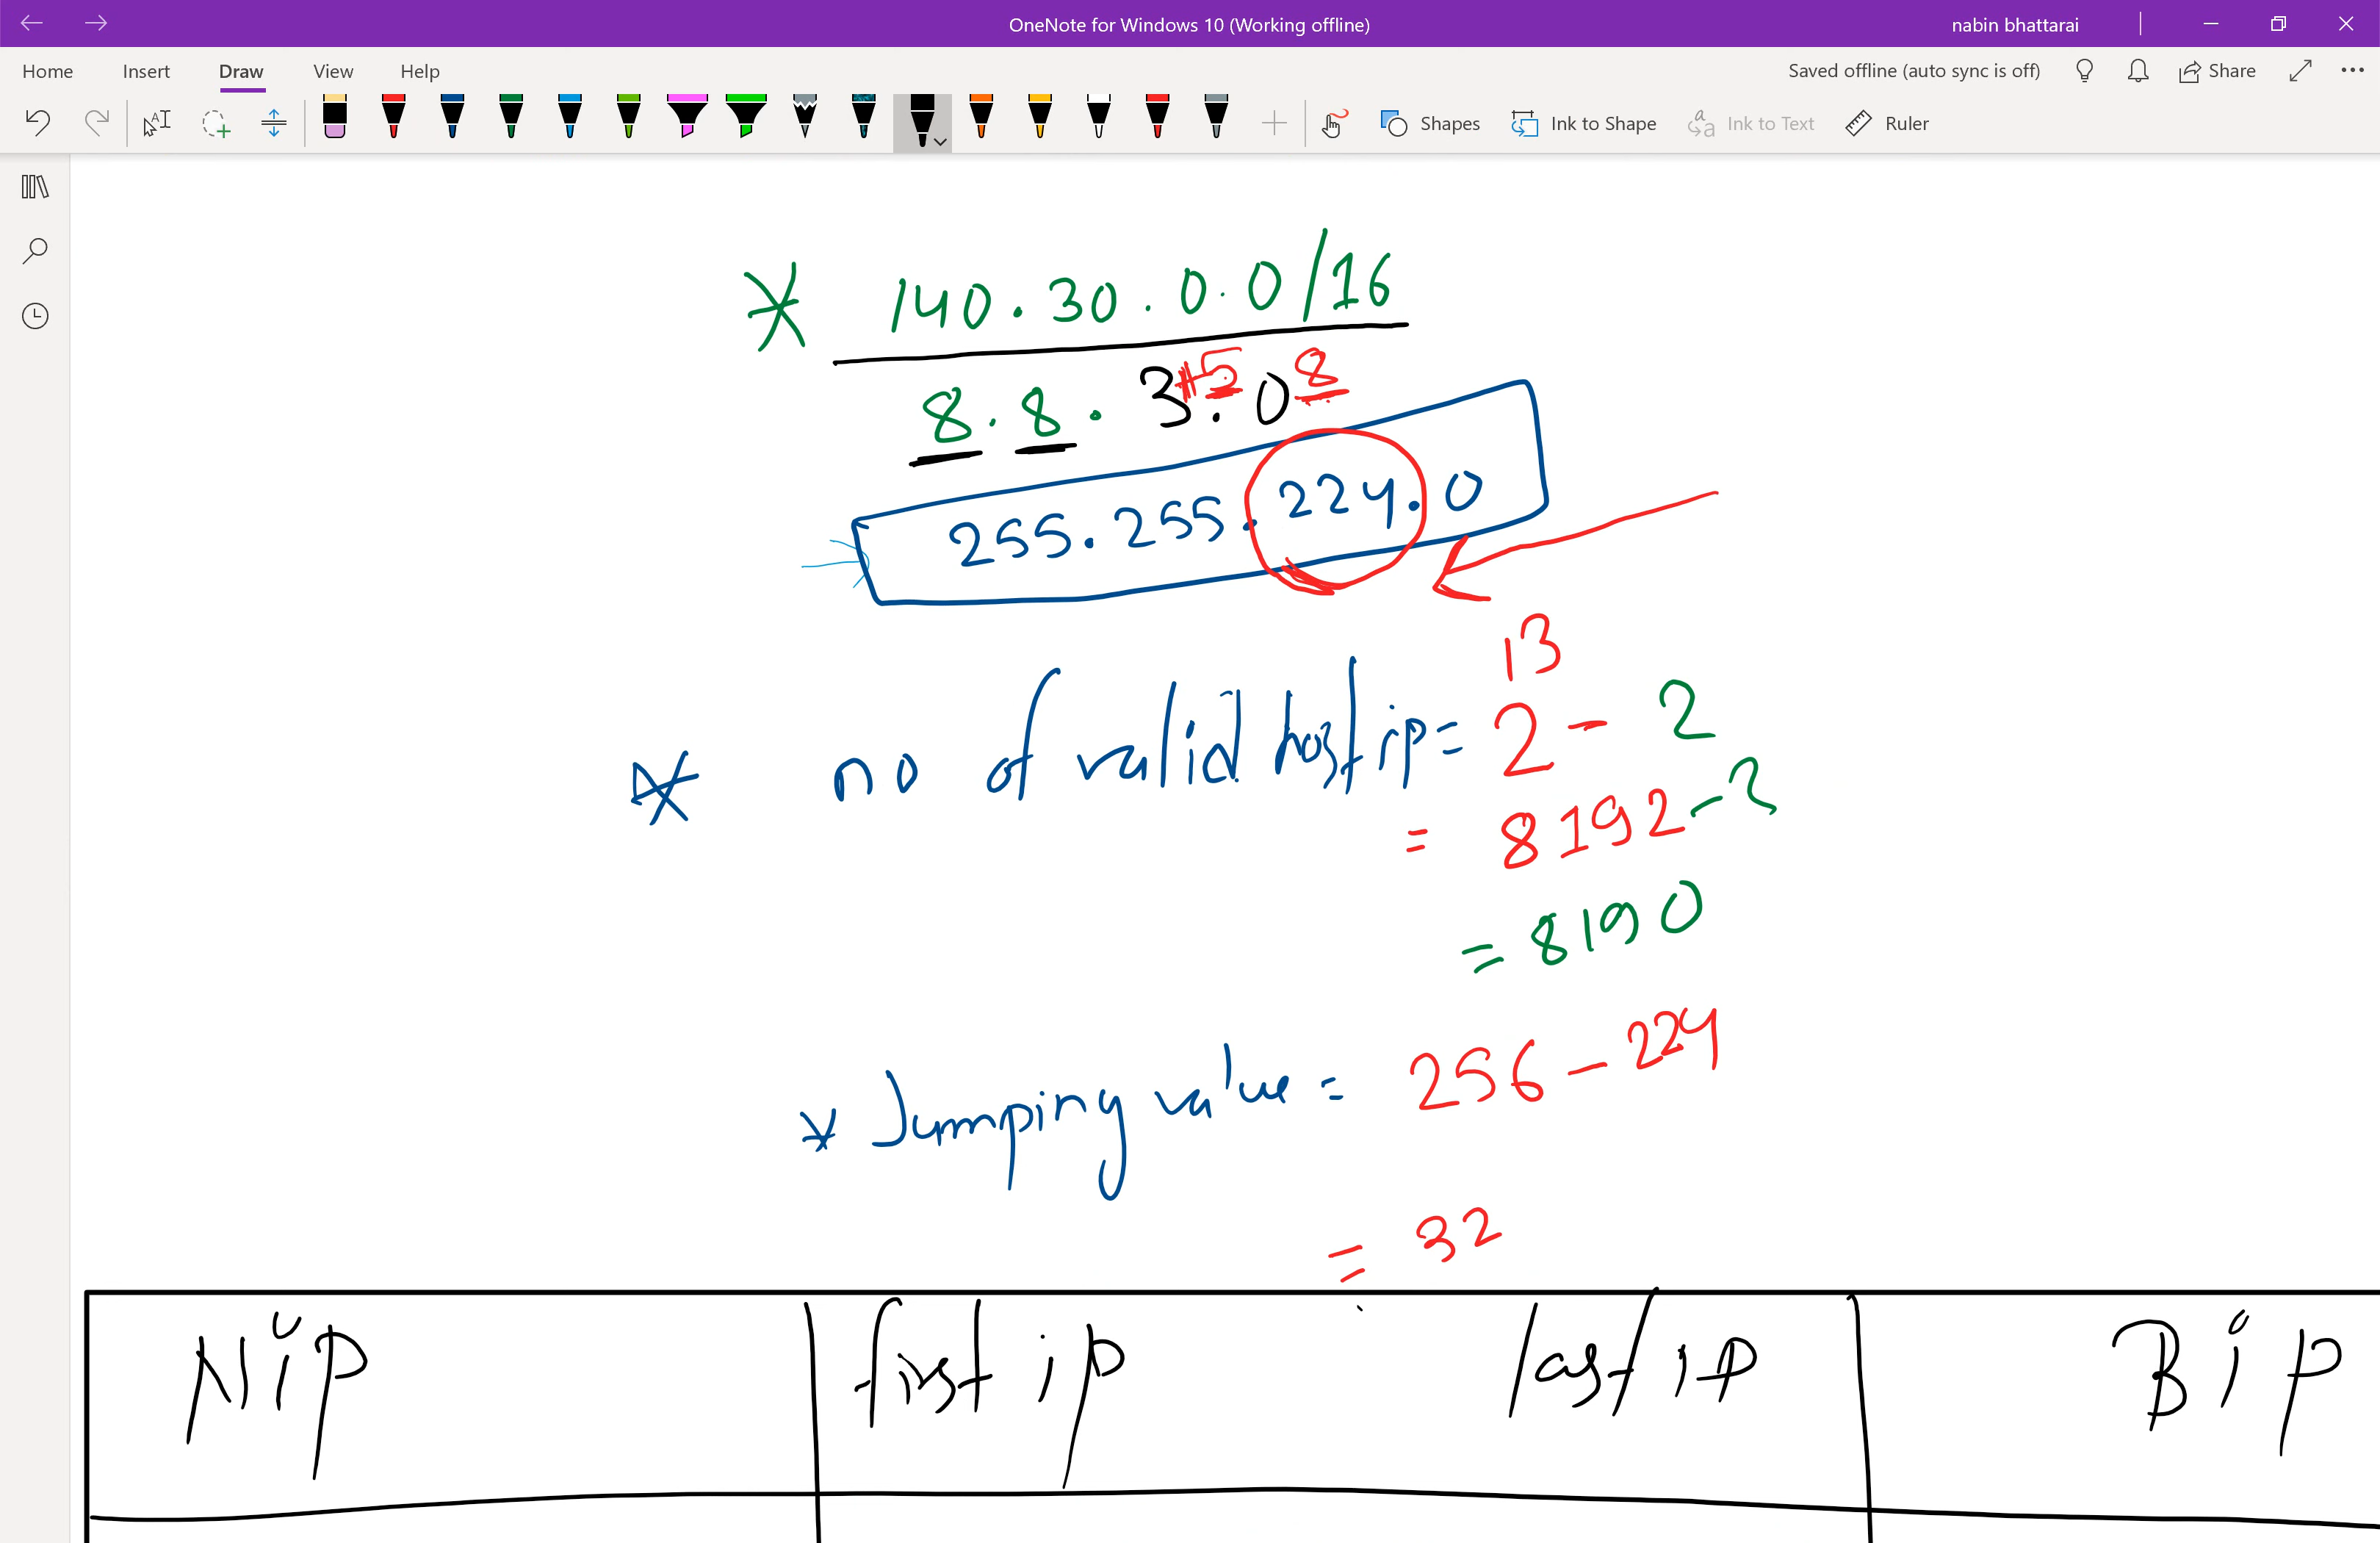 OneNote for Windows 10 (Working offline)
nabin bhattarai
Home Insert Draw View Help
Saved offline (auto sync is off)
Share
Shapes Ink to Shape Ink to Text Ruler
* 140.30.0.0/16
8.8.3+5.0 8
255.255.224.0
13
* no of valid host ip = 2 - 2
= 8192-2
= 8190
* Jumping value = 256 - 224
= 32
Nip first ip last ip Bip